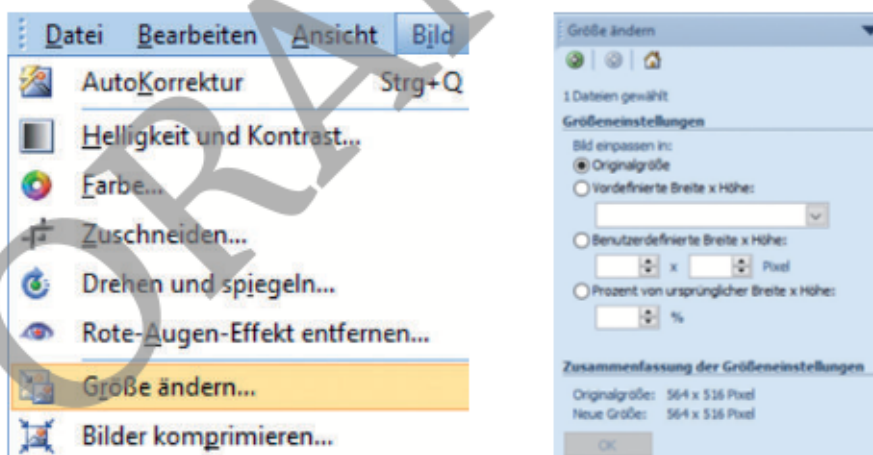 Datei Bearbeiten Ansicht Bild
AutoKorrektur Strg+Q
Helligkeit und Kontrast...
Farbe...
Zuschneiden...
Drehen und spiegeln...
Rote-Augen-Effekt entfernen...
Größe ändern...
Bilder komprimieren...
Größe ändern
1 Dateien gewählt
Größeneinstellungen
Bild einpassen in:
Originalgröße
Vordefinierte Breite x Höhe:
Benutzerdefinierte Breite x Höhe:
x Pixel
Prozent von ursprünglicher Breite x Höhe:
%
Zusammenfassung der Größeneinstellungen
Originalgröße: 564 x 516 Pixel
Neue Größe: 564 x 516 Pixel
OK